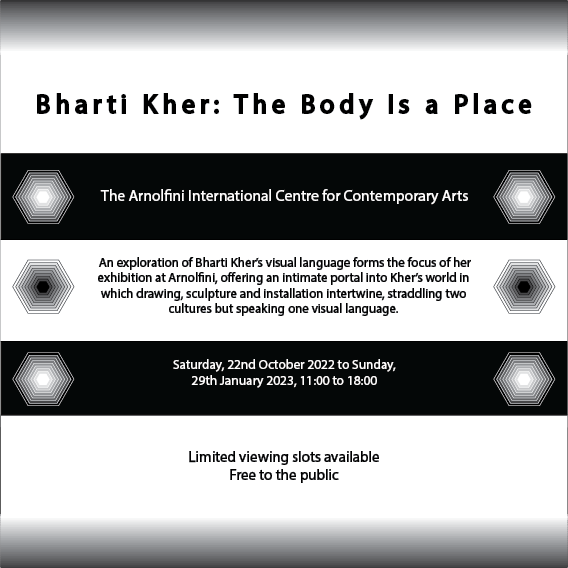 Bharti Kher: The Body Is a Place
The Arnolfini International Centre for Contemporary Arts
An exploration of Bharti Kher’s visual language forms the focus of her
exhibition at Arnolfini, offering an intimate portal into Kher’s world in
which drawing, sculpture and installation intertwine, straddling two
cultures but speaking one visual language.
Saturday, 22nd October 2022 to Sunday,
29th January 2023, 11:00 to 18:00
Limited viewing slots available
Free to the public